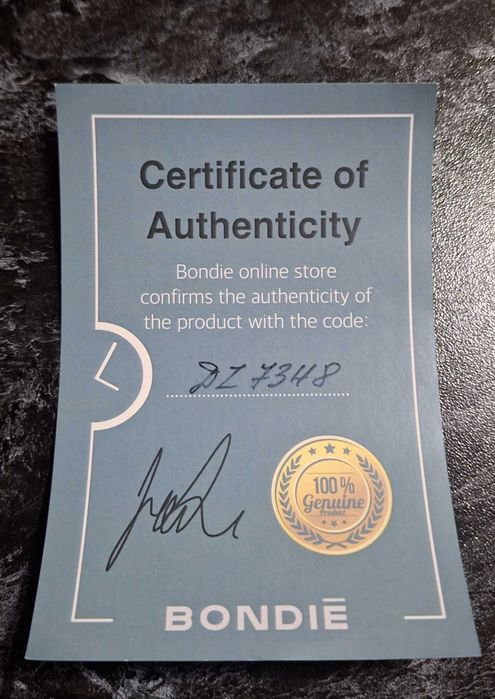 Certificate of
Authenticity
Bondie online store
confirms the authenticity of
the product with the code:
DZ 7348
100%
Genuine
Product
BONDIĒ